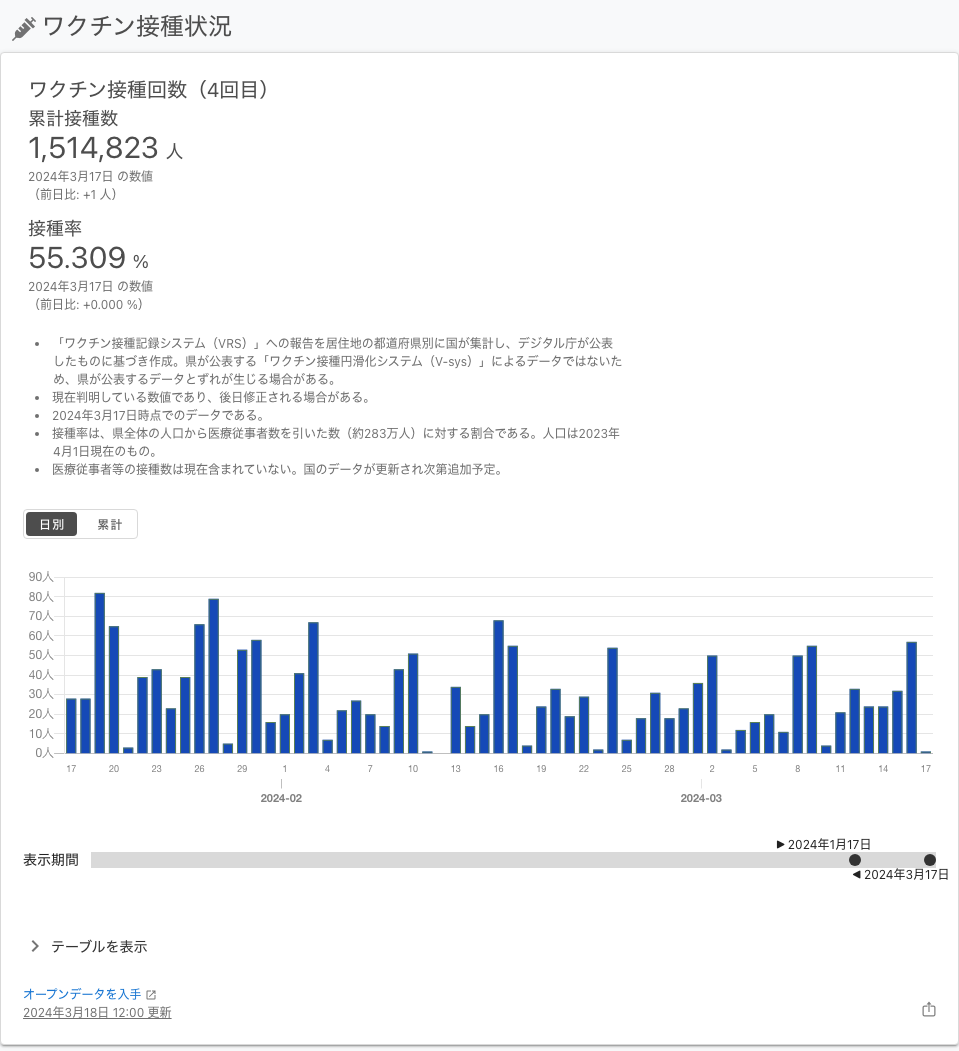 ワクチン接種状況
ワクチン接種回数（4回目）
累計接種数
1,514,823 人
2024年3月17日 の数値
（前日比: +1 人）
接種率
55.309 %
2024年3月17日 の数値
（前日比: +0.000 %）
• 「ワクチン接種記録システム（VRS）」への報告を居住地の都道府県別に国が集計し、デジタル庁が公表
したものに基づき作成。県が公表する「ワクチン接種円滑化システム（V-sys）」によるデータではないた
め、県が公表するデータとずれが生じる場合がある。
• 現在判明している数値であり、後日修正される場合がある。
• 2024年3月17日時点でのデータである。
• 接種率は、県全体の人口から医療従事者数を引いた数（約283万人）に対する割合である。人口は2023年
4月1日現在のもの。
• 医療従事者等の接種数は現在含まれていない。国のデータが更新され次第追加予定。
日別 累計
90人
80人
70人
60人
50人
40人
30人
20人
10人
0人
17 20 23 26 29 1 4 7 10 13 16 19 22 25 28 2 5 8 11 14 17
2024-02 2024-03
▶ 2024年1月17日
表示期間
◀ 2024年3月17日
テーブルを表示
オープンデータを入手
2024年3月18日 12:00 更新